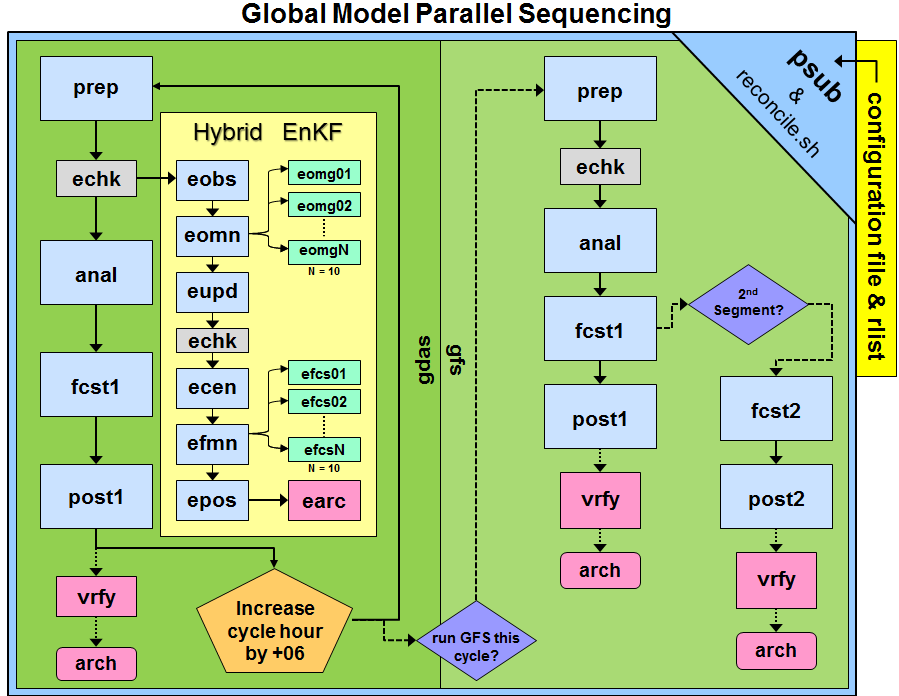 Global Model Parallel Sequencing
prep
echk
anal
fcst1
post1
vrfy
arch
Hybrid EnKF
eobs
eomn
eupd
echk
ecen
efmn
epos
eomg01
eomg02
eomgN
N = 10
efcs01
efcs02
efcsN
N = 10
earc
Increase
cycle hour
by +06
gdas
gfs
run GFS this
cycle?
prep
echk
anal
fcst1
post1
vrfy
arch
2nd
Segment?
fcst2
post2
vrfy
arch
psub
&
reconcile.sh
configuration file & rlist